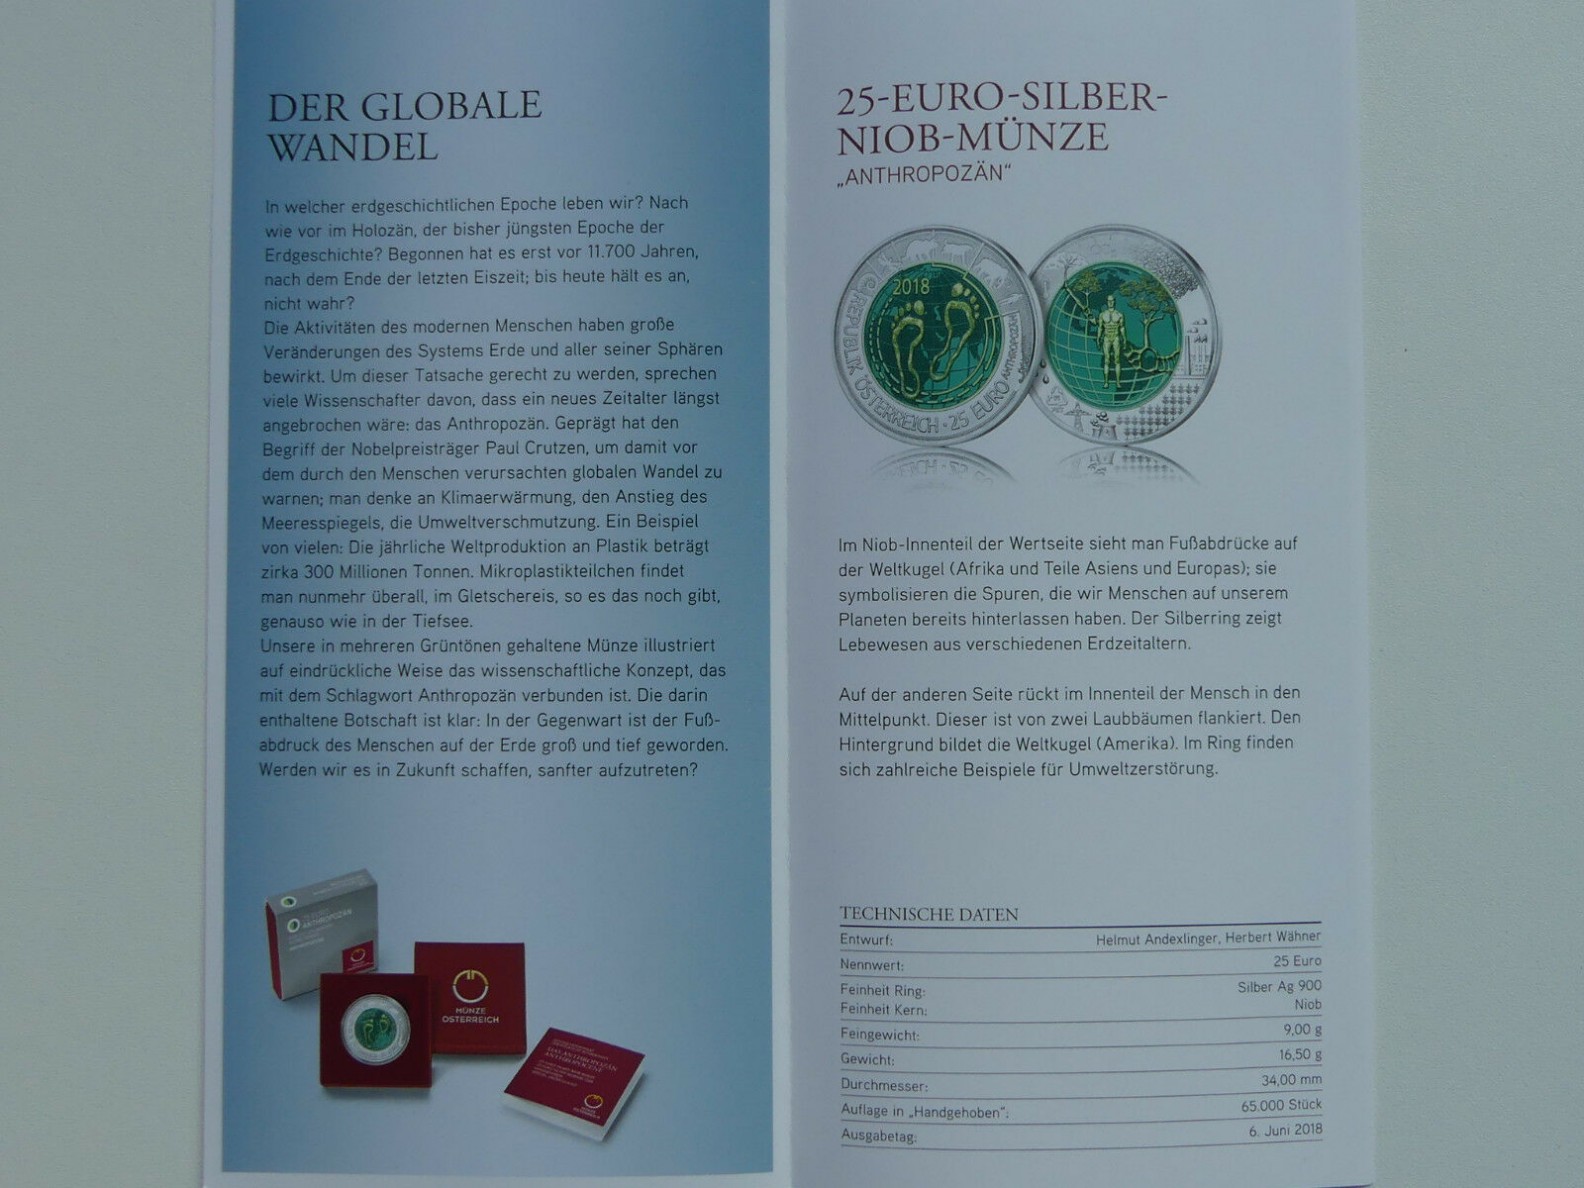 DER GLOBALE
WANDEL
In welcher erdgeschichtlichen Epoche leben wir? Nach
wie vor im Holozän, der bisher jüngsten Epoche der
Erdgeschichte? Begonnen hat es erst vor 11.700 Jahren,
nach dem Ende der letzten Eiszeit; bis heute hält es an,
nicht wahr?
Die Aktivitäten des modernen Menschen haben große
Veränderungen des Systems Erde und aller seiner Sphären
bewirkt. Um dieser Tatsache gerecht zu werden, sprechen
viele Wissenschafter davon, dass ein neues Zeitalter längst
angebrochen wäre: das Anthropozän. Geprägt hat den
Begriff der Nobelpreisträger Paul Crutzen, um damit vor
dem durch den Menschen verursachten globalen Wandel zu
warnen; man denke an Klimaerwärmung, den Anstieg des
Meeresspiegels, die Umweltverschmutzung. Ein Beispiel
von vielen: Die jährliche Weltproduktion an Plastik beträgt
zirka 300 Millionen Tonnen. Mikroplastikteilchen findet
man nunmehr überall, im Gletschereis, so es das noch gibt,
genauso wie in der Tiefsee.
Unsere in mehreren Grüntönen gehaltene Münze illustriert
auf eindrückliche Weise das wissenschaftliche Konzept, das
mit dem Schlagwort Anthropozän verbunden ist. Die darin
enthaltene Botschaft ist klar: In der Gegenwart ist der Fuß-
abdruck des Menschen auf der Erde groß und tief geworden.
Werden wir es in Zukunft schaffen, sanfter aufzutreten?
ANTHROPOZÄN
MÜNZE
ÖSTERREICH
DAS ANTHROPOZÄN
ANTHROPOCENE
MÜNZE
ÖSTERREICH
25-EURO-SILBER-
NIOB-MÜNZE
„ANTHROPOZÄN“
2018
REPUBLIK ÖSTERREICH · 25 EURO
ANTHROPOZÄN
Im Niob-Innenteil der Wertseite sieht man Fußabdrücke auf
der Weltkugel (Afrika und Teile Asiens und Europas); sie
symbolisieren die Spuren, die wir Menschen auf unserem
Planeten bereits hinterlassen haben. Der Silberring zeigt
Lebewesen aus verschiedenen Erdzeitaltern.
Auf der anderen Seite rückt im Innenteil der Mensch in den
Mittelpunkt. Dieser ist von zwei Laubbäumen flankiert. Den
Hintergrund bildet die Weltkugel (Amerika). Im Ring finden
sich zahlreiche Beispiele für Umweltzerstörung.
TECHNISCHE DATEN
Entwurf: Helmut Andexlinger, Herbert Wähner
Nennwert: 25 Euro
Feinheit Ring: Silber Ag 900
Feinheit Kern: Niob
Feingewicht: 9,00 g
Gewicht: 16,50 g
Durchmesser: 34,00 mm
Auflage in „Handgehoben“: 65.000 Stück
Ausgabetag: 6. Juni 2018